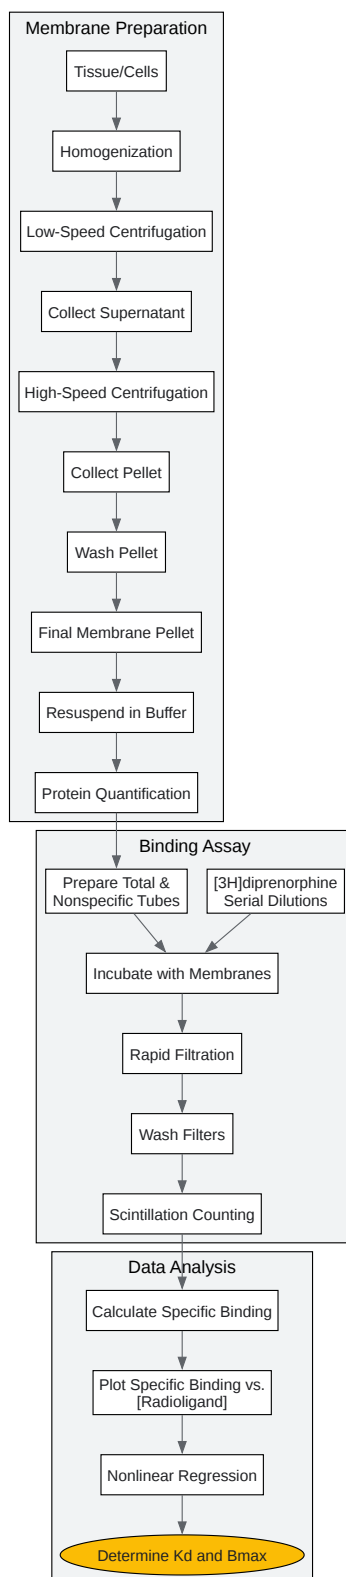 Membrane Preparation
Tissue/Cells
Homogenization
Low-Speed Centrifugation
Collect Supernatant
High-Speed Centrifugation
Collect Pellet
Wash Pellet
Final Membrane Pellet
Resuspend in Buffer
Protein Quantification
Binding Assay
Prepare Total &
Nonspecific Tubes
[3H]diprenorphine
Serial Dilutions
Incubate with Membranes
Rapid Filtration
Wash Filters
Scintillation Counting
Data Analysis
Calculate Specific Binding
Plot Specific Binding vs.
[Radioligand]
Nonlinear Regression
Determine Kd and Bmax